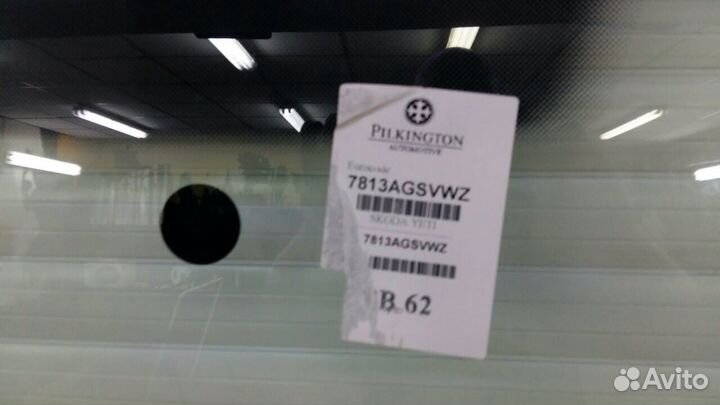 PILKINGTON
AUTOMOTIVE
Eurocode
7813AGSVWZ
SKODA YETI
7813AGSVWZ
B 62
Avito